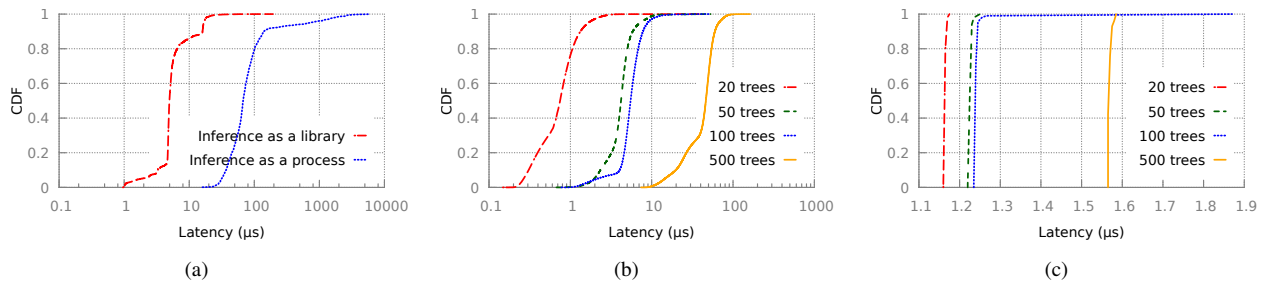 CDF
1
0.8
0.6
0.4
0.2
0
Inference as a library
Inference as a process
0.1 1 10 100 1000 10000
Latency (µs)
(a)
CDF
1
0.8
0.6
0.4
0.2
0
20 trees
50 trees
100 trees
500 trees
0.1 1 10 100 1000
Latency (µs)
(b)
CDF
1
0.8
0.6
0.4
0.2
0
20 trees
50 trees
100 trees
500 trees
1.1 1.2 1.3 1.4 1.5 1.6 1.7 1.8 1.9
Latency (µs)
(c)